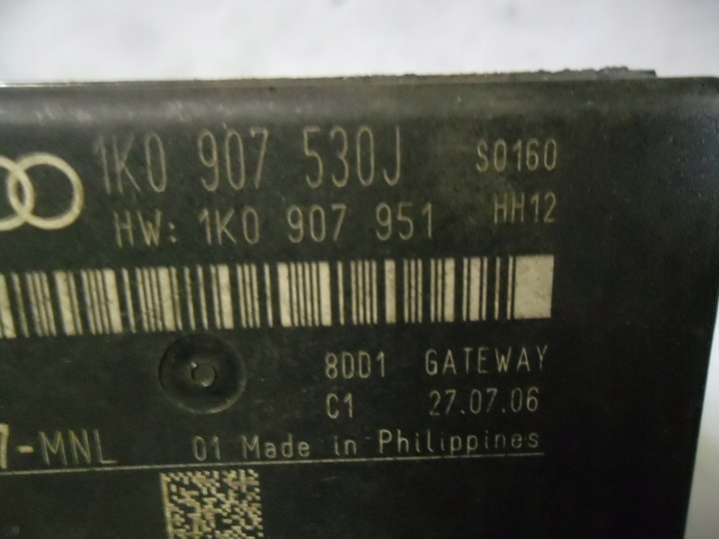 1K0 907 530J S0160
HW: 1K0 907 951 HH12
8DD1 GATEWAY
C1 27.07.06
7-MNL 01 Made in Philippines